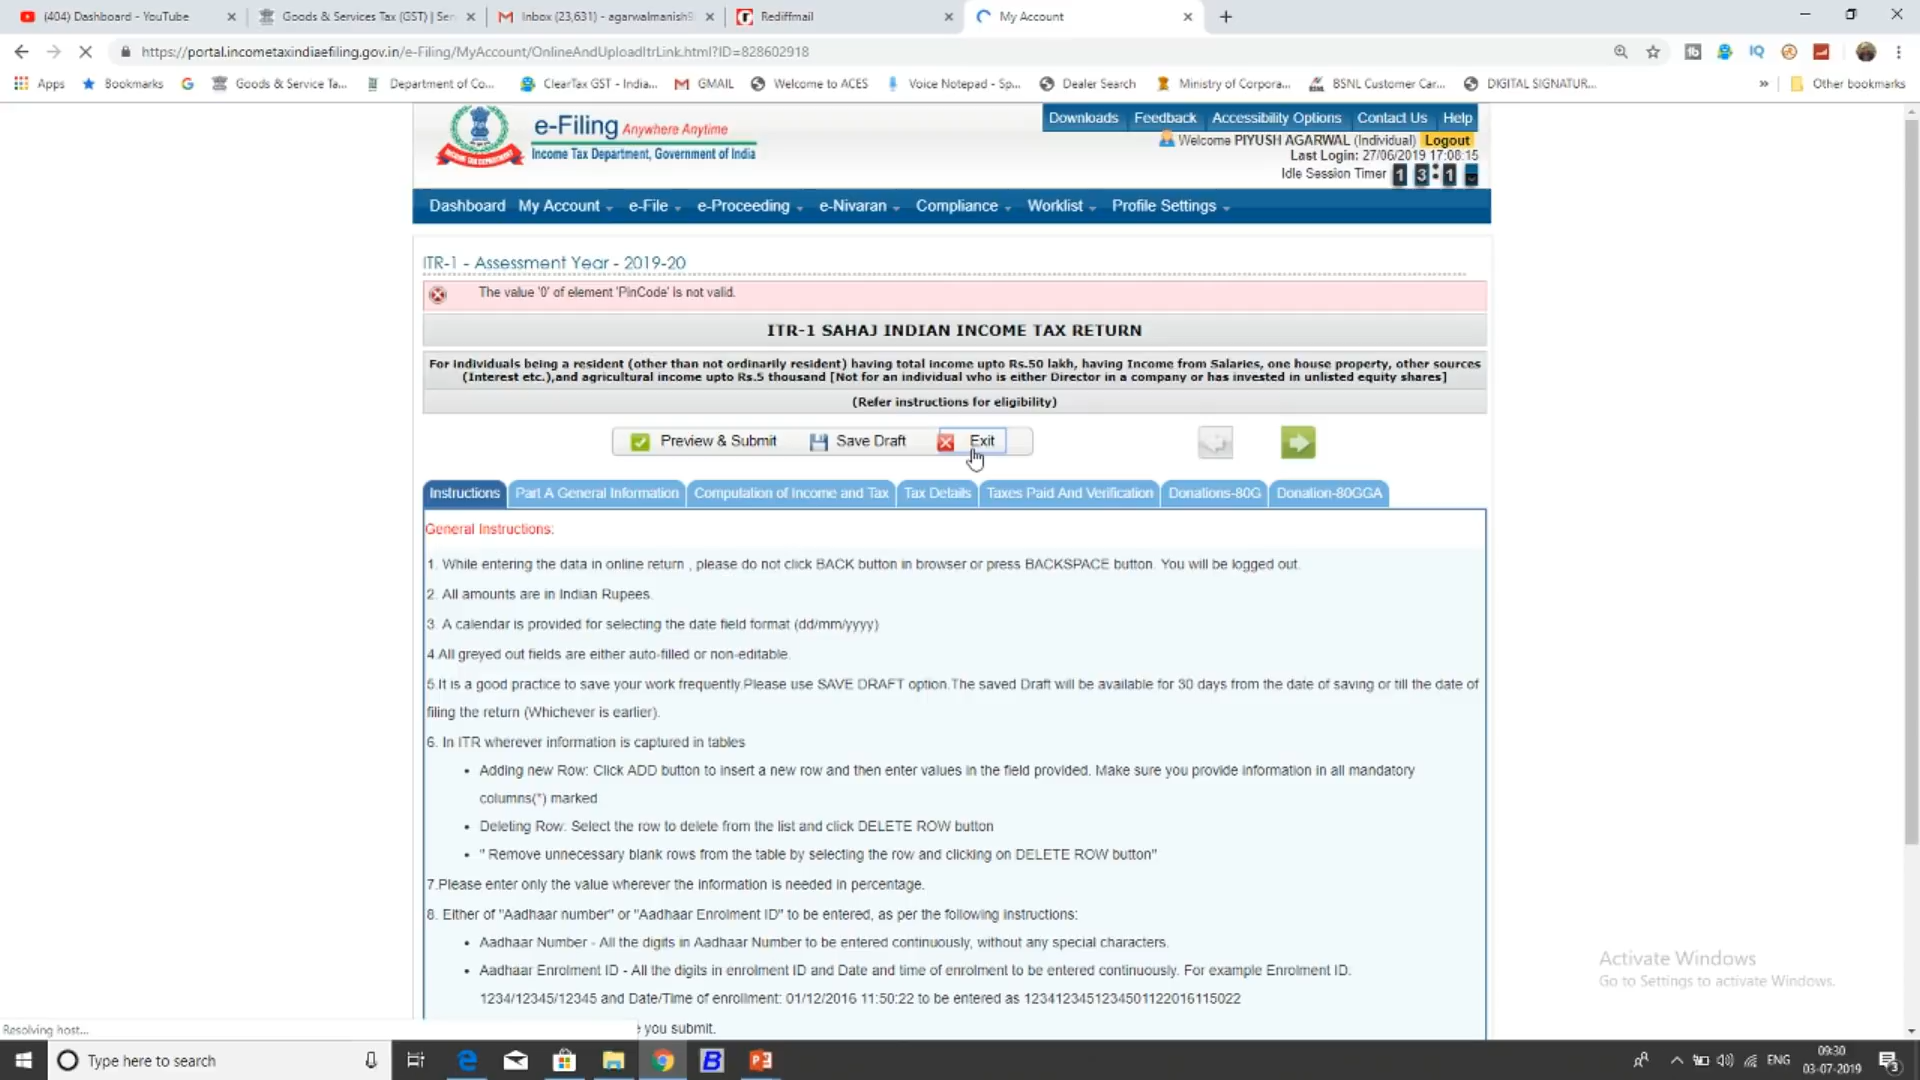 (404) Dashboard - YouTube
Goods & Services Tax (GST) | Ser
Inbox (23,631) - agarwalmanish
Rediffmail
My Account
https://portal.incometaxindiaefiling.gov.in/e-Filing/MyAccount/OnlineAndUploadItrLink.html?ID=828602918
Apps
Bookmarks
Goods & Service Ta...
Department of Co...
ClearTax GST - India...
GMAIL
Welcome to ACES
Voice Notepad - Sp...
Dealer Search
Ministry of Corpora...
BSNL Customer Car...
DIGITAL SIGNATUR...
Other bookmarks
e-Filing Anywhere Anytime
Income Tax Department, Government of India
INCOME TAX DEPARTMENT
Downloads Feedback Accessibility Options Contact Us Help
Welcome PIYUSH AGARWAL (Individual) Logout
Last Login: 27/06/2019 17:08:15
Idle Session Timer 1 3 : 1
Dashboard My Account e-File e-Proceeding e-Nivaran Compliance Worklist Profile Settings
ITR-1 - Assessment Year - 2019-20
The value '0' of element 'PinCode' is not valid.
ITR-1 SAHAJ INDIAN INCOME TAX RETURN
For Individuals being a resident (other than not ordinarily resident) having total income upto Rs.50 lakh, having Income from Salaries, one house property, other sources
(Interest etc.),and agricultural income upto Rs.5 thousand [Not for an individual who is either Director in a company or has invested in unlisted equity shares]
(Refer instructions for eligibility)
Preview & Submit Save Draft Exit
Instructions Part A General Information Computation of Income and Tax Tax Details Taxes Paid And Verification Donations-80G Donation-80GGA
General Instructions:
1. While entering the data in online return , please do not click BACK button in browser or press BACKSPACE button. You will be logged out.
2. All amounts are in Indian Rupees.
3. A calendar is provided for selecting the date field format (dd/mm/yyyy)
4.All greyed out fields are either auto-filled or non-editable.
5.It is a good practice to save your work frequently.Please use SAVE DRAFT option.The saved Draft will be available for 30 days from the date of saving or till the date of
filing the return (Whichever is earlier).
6. In ITR wherever information is captured in tables
• Adding new Row: Click ADD button to insert a new row and then enter values in the field provided. Make sure you provide information in all mandatory
columns(*) marked
• Deleting Row: Select the row to delete from the list and click DELETE ROW button
• " Remove unnecessary blank rows from the table by selecting the row and clicking on DELETE ROW button"
7.Please enter only the value wherever the information is needed in percentage.
8. Either of "Aadhaar number" or "Aadhaar Enrolment ID" to be entered, as per the following instructions:
• Aadhaar Number - All the digits in Aadhaar Number to be entered continuously, without any special characters.
• Aadhaar Enrolment ID - All the digits in enrolment ID and Date and time of enrolment to be entered continuously. For example Enrolment ID.
1234/12345/12345 and Date/Time of enrollment: 01/12/2016 11:50:22 to be entered as 1234123451234501122016115022
you submit.
Activate Windows
Go to Settings to activate Windows.
Resolving host...
Type here to search
ENG
09:30
03-07-2019
3